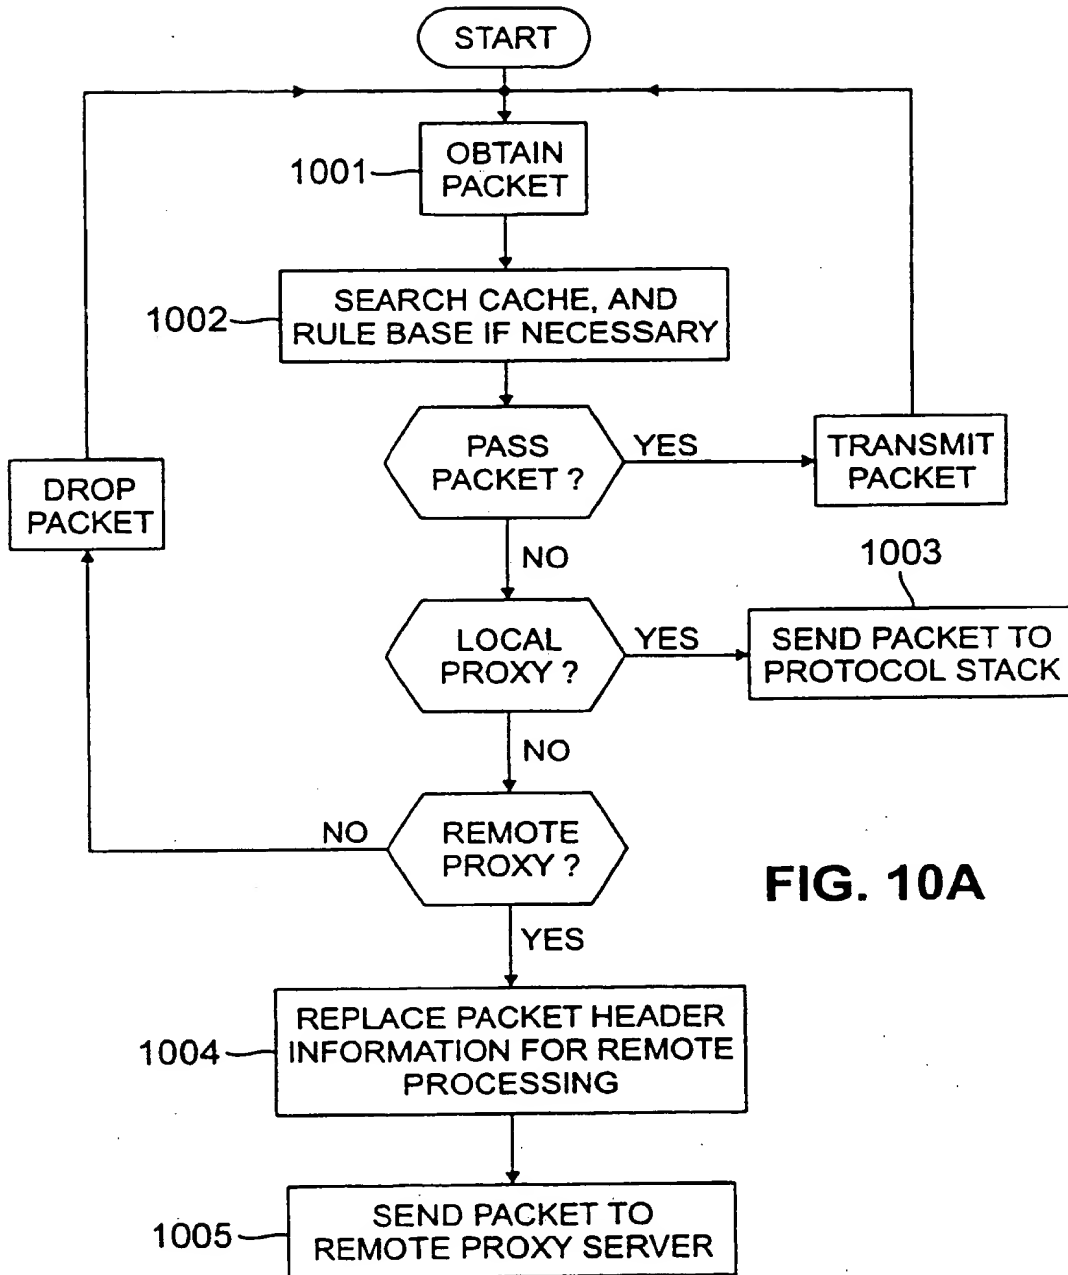 START
1001
OBTAIN
PACKET
1002
SEARCH CACHE, AND
RULE BASE IF NECESSARY
PASS
PACKET ?
YES
TRANSMIT
PACKET
DROP
PACKET
NO
1003
LOCAL
PROXY ?
YES
SEND PACKET TO
PROTOCOL STACK
NO
NO
REMOTE
PROXY ?
FIG. 10A
YES
1004
REPLACE PACKET HEADER
INFORMATION FOR REMOTE
PROCESSING
1005
SEND PACKET TO
REMOTE PROXY SERVER